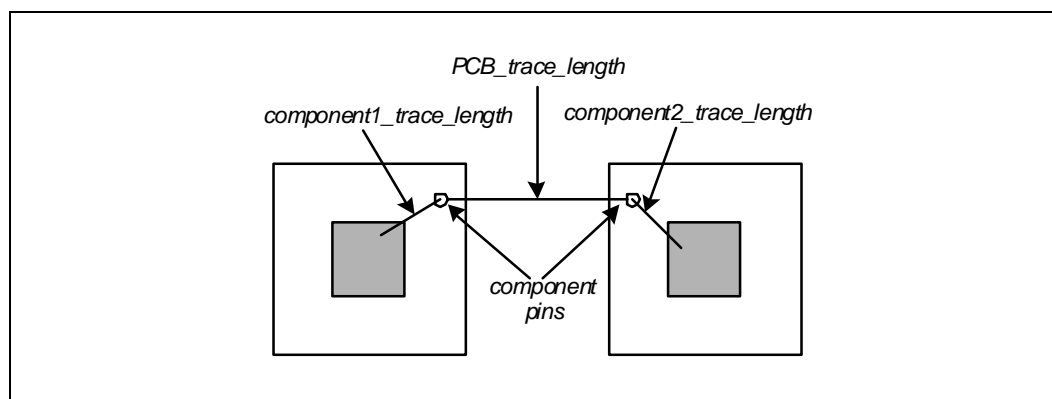 PCB_trace_length
component1_trace_length
component2_trace_length
component
pins